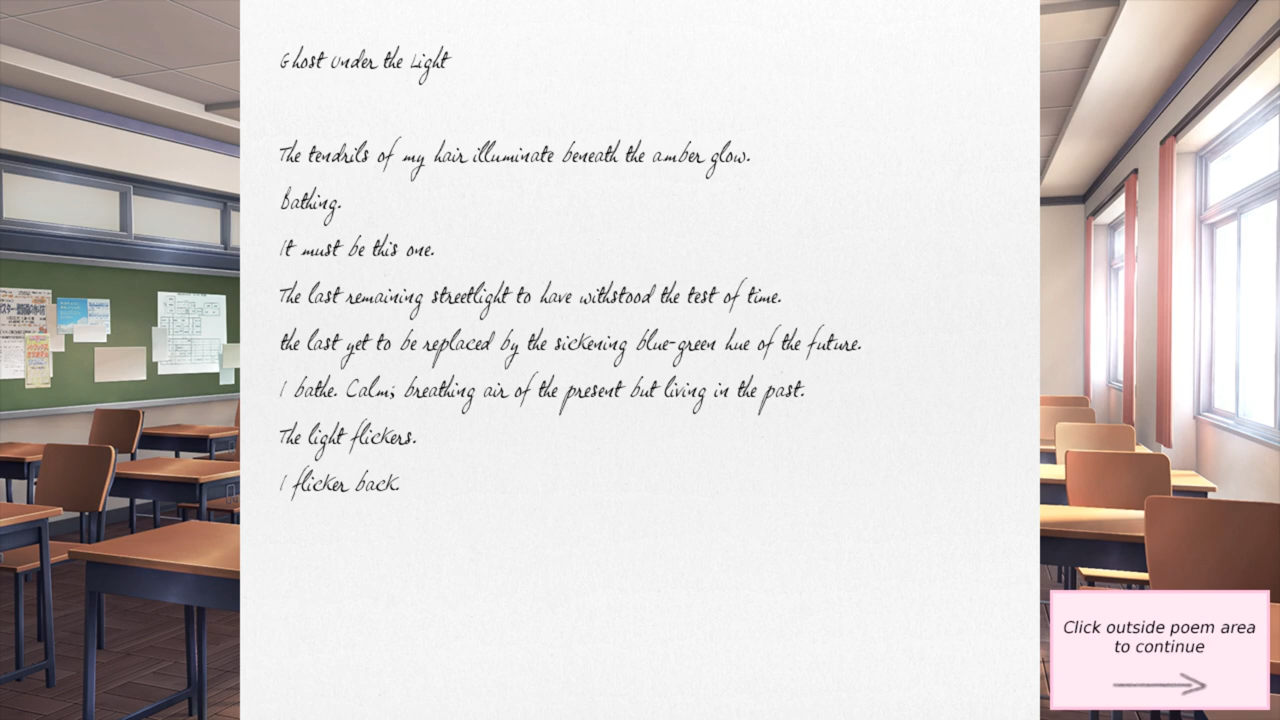 Ghost Under the Light
The tendrils of my hair illuminate beneath the amber glow.
Bathing.
It must be this one.
The last remaining streetlight to have withstood the test of time.
the last yet to be replaced by the sickening blue-green hue of the future.
I bathe. Calm; breathing air of the present but living in the past.
The light flickers.
I flicker back.
Click outside poem area
to continue